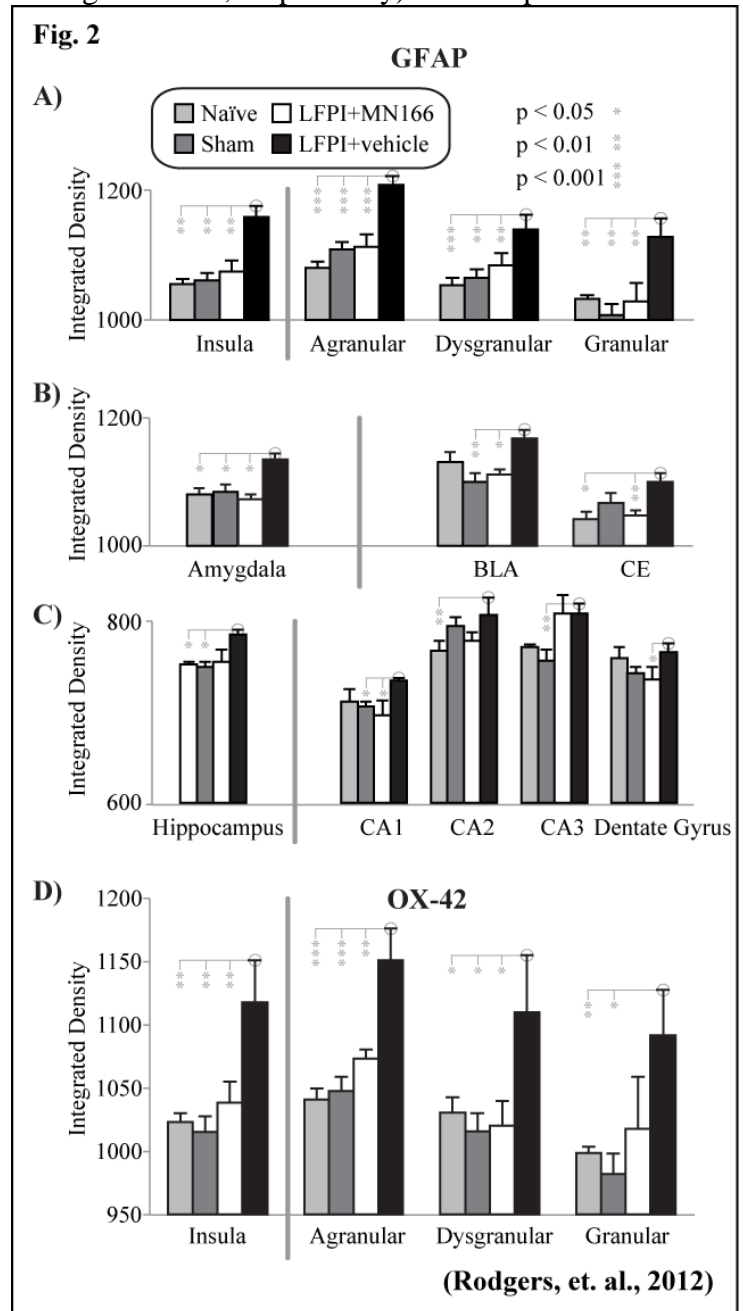 Fig. 2
GFAP
A)
Naïve
LFPI+MN166
Sham
LFPI+vehicle
p < 0.05 *
p < 0.01 **
p < 0.001 ***
Integrated Density
1200
1000
*** ** **
*** *** ***
*** ** **
** ** **
Insula
Agranular
Dysgranular
Granular
B)
Integrated Density
1200
1000
* * *
** *
* **
Amygdala
BLA
CE
C)
Integrated Density
800
600
* *
* *
**
**
*
Hippocampus
CA1
CA2
CA3
Dentate Gyrus
D)
OX-42
Integrated Density
1200
1150
1100
1050
1000
950
** ** **
*** *** **
* * *
** *
Insula
Agranular
Dysgranular
Granular
(Rodgers, et. al., 2012)